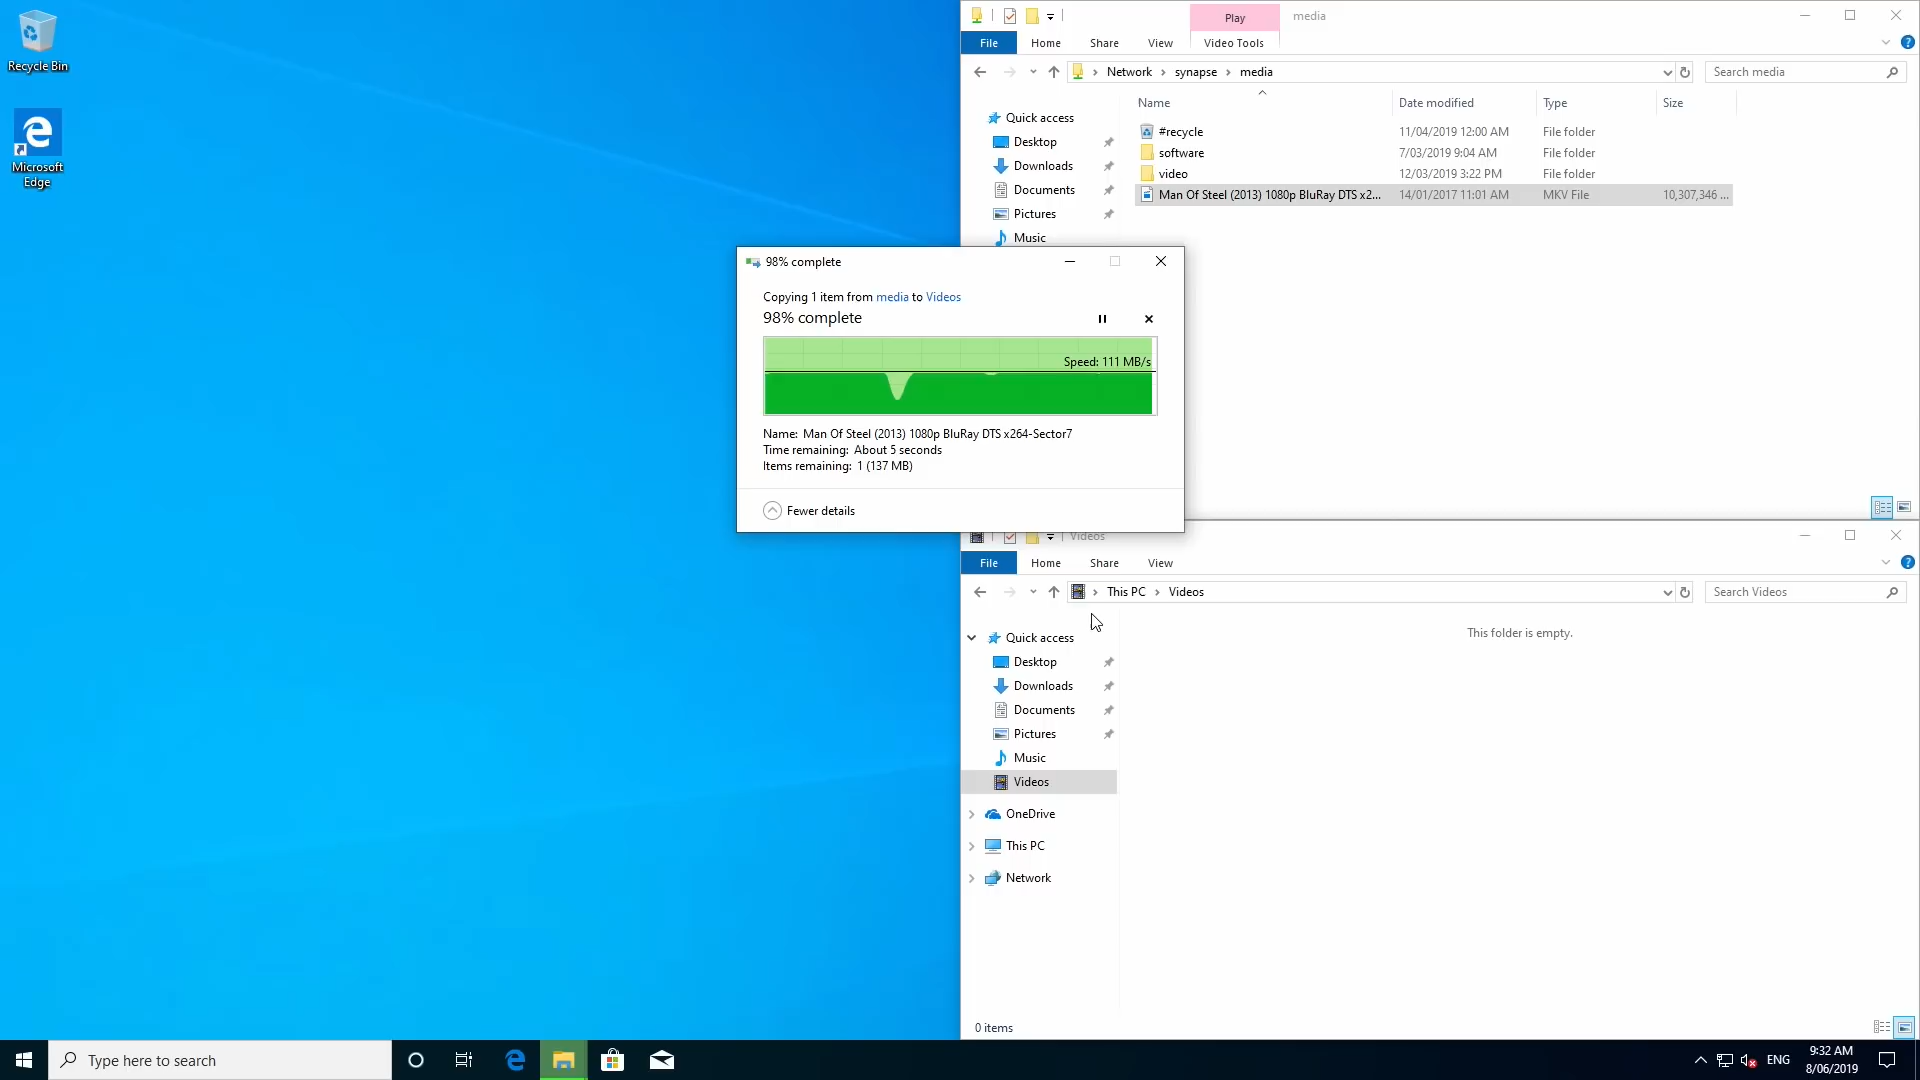 Recycle Bin
Microsoft
Edge
Play
media
File
Home
Share
View
Video Tools
Network
synapse
media
Search media
Name
Date modified
Type
Size
Quick access
Desktop
Downloads
Documents
Pictures
Music
#recycle
11/04/2019 12:00 AM
File folder
software
7/03/2019 9:04 AM
File folder
video
12/03/2019 3:22 PM
File folder
Man Of Steel (2013) 1080p BluRay DTS x2...
14/01/2017 11:01 AM
MKV File
10,307,346 ...
98% complete
Copying 1 item from media to Videos
98% complete
Speed: 111 MB/s
Name: Man Of Steel (2013) 1080p BluRay DTS x264-Sector7
Time remaining: About 5 seconds
Items remaining: 1 (137 MB)
Fewer details
Videos
File
Home
Share
View
This PC
Videos
Search Videos
Quick access
Desktop
Downloads
Documents
Pictures
Music
Videos
OneDrive
This PC
Network
This folder is empty.
0 items
Type here to search
ENG
9:32 AM
8/06/2019